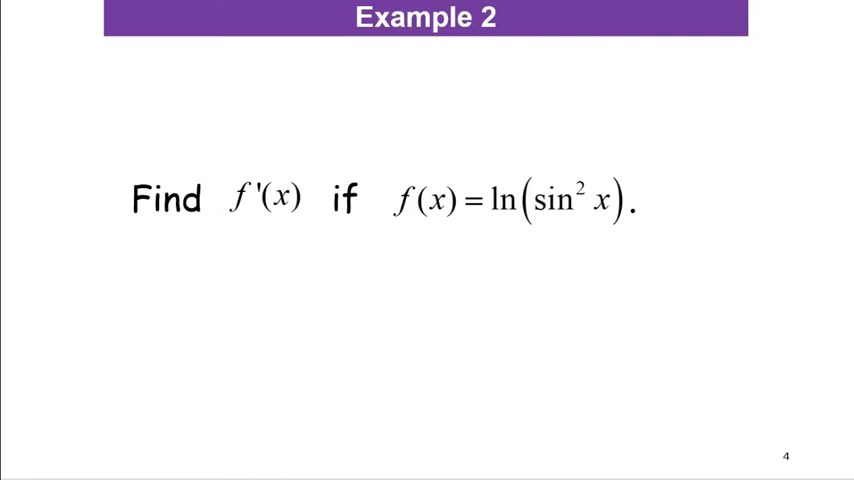 Example 2
Find f'(x) if f(x) = ln(sin² x).
4